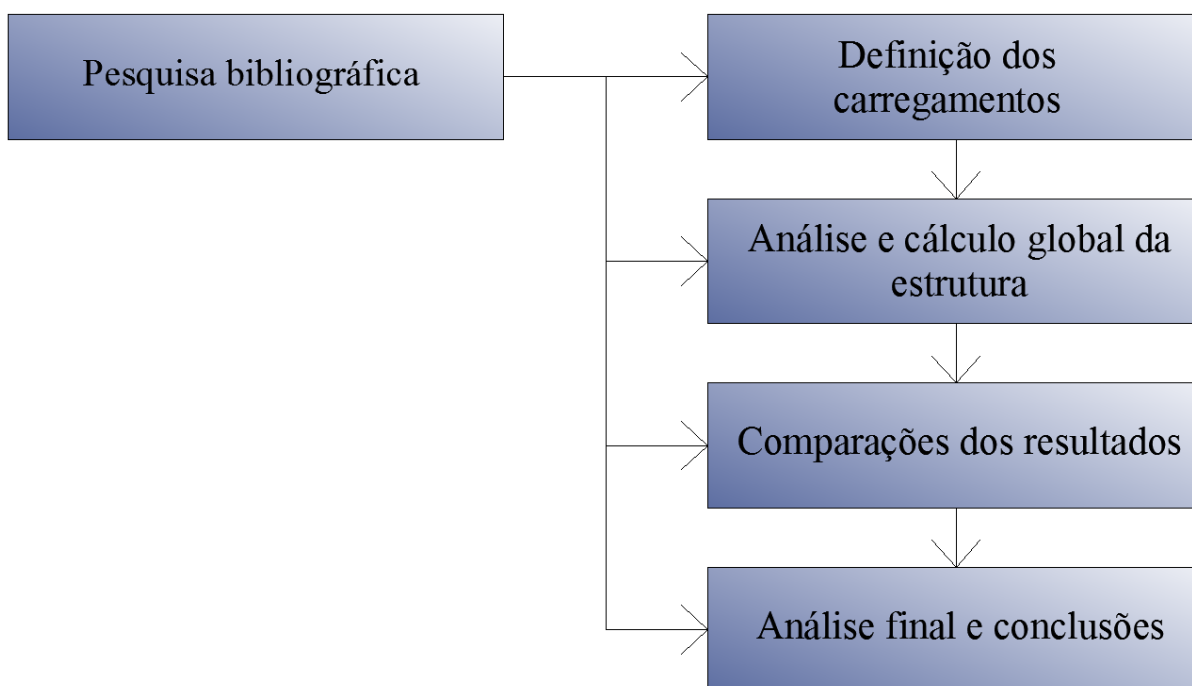 Pesquisa bibliográfica
Definição dos
carregamentos
Análise e cálculo global da
estrutura
Comparações dos resultados
Análise final e conclusões